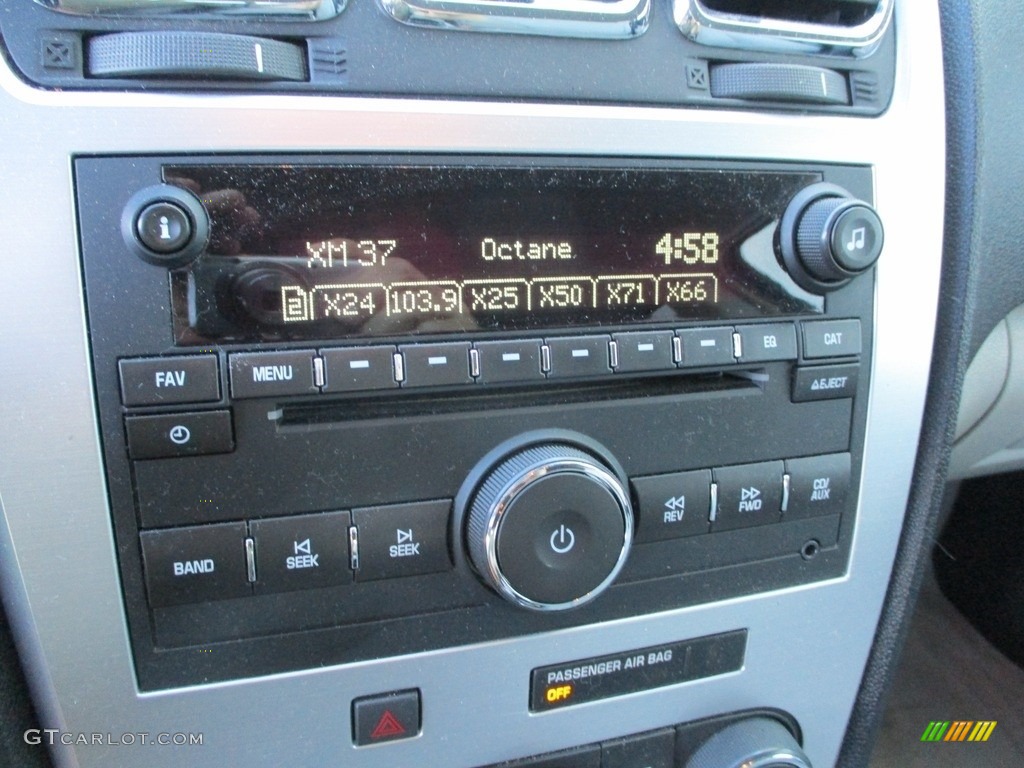 i
XM 37 Octane 4:58
2 X24 103.9 X25 X50 X71 X66
FAV MENU EQ CAT
EJECT
BAND SEEK SEEK REV FWD CD/
AUX
PASSENGER AIR BAG
OFF
GTCARLOT.COM